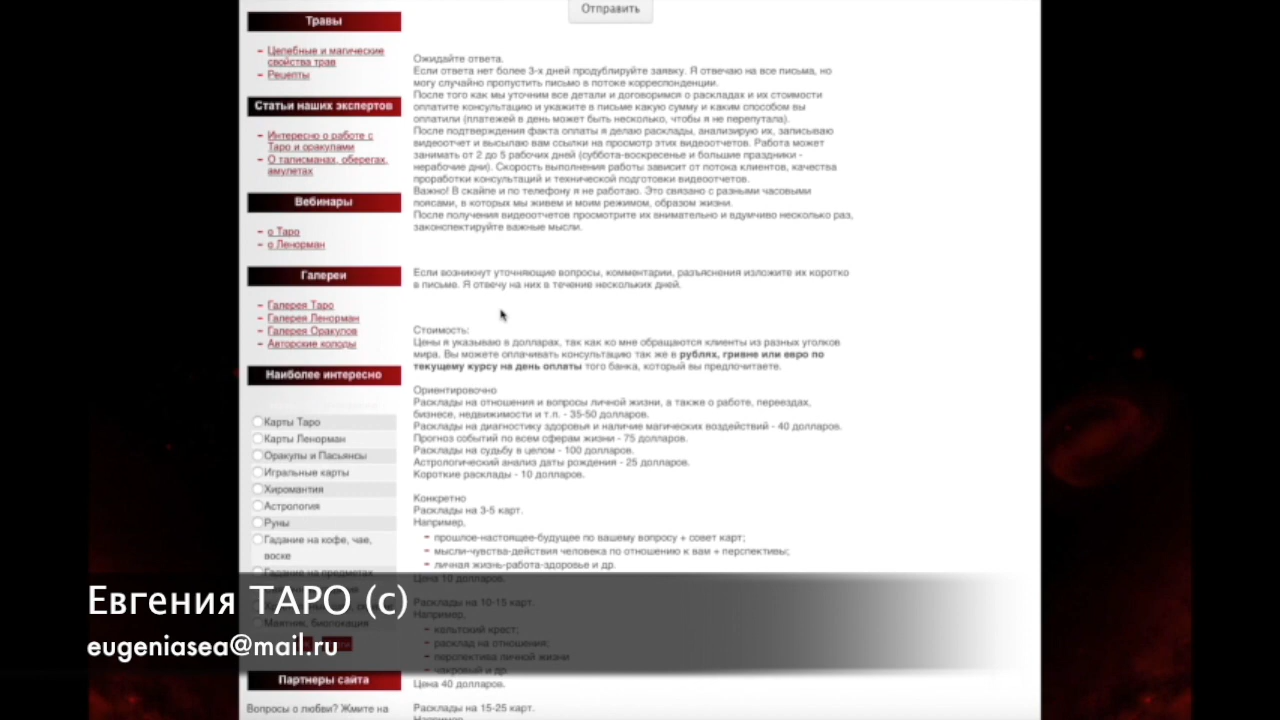 Отправить
Травы
Целебные и магические
свойства трав
Рецепты
Статьи наших экспертов
Интересно о работе с
Таро и оракулами
О талисманах, оберегах,
амулетах
Вебинары
о Таро
о Ленорман
Галереи
Галерея Таро
Галерея Ленорман
Галерея Оракулов
Авторские колоды
Наиболее интересно
Карты Таро
Карты Ленорман
Оракулы и Пасьянсы
Игральные карты
Хиромантия
Астрология
Руны
Гадание на кофе, чае,
воске
Гадание на предметах
Маятник, биолокация
Партнеры сайта
Вопросы о любви? Жмите на
Ожидайте ответа.
Если ответа нет более 3-х дней продублируйте заявку. Я отвечаю на все письма, но
могу случайно пропустить письмо в потоке корреспонденции.
После того как мы уточним все детали и договоримся о раскладах и их стоимости
оплатите консультацию и укажите в письме какую сумму и каким способом вы
оплатили (платежей в день может быть несколько, чтобы я не перепутала).
После подтверждения факта оплаты я делаю расклады, анализирую их, записываю
видеоотчет и высылаю вам ссылки на просмотр этих видеоотчетов. Работа может
занимать от 2 до 5 рабочих дней (суббота-воскресенье и большие праздники -
нерабочие дни). Скорость выполнения работы зависит от потока клиентов, качества
проработки консультаций и технической подготовки видеоотчетов.
Важно! В скайпе и по телефону я не работаю. Это связано с разными часовыми
поясами, в которых мы живем и моим режимом, образом жизни.
После получения видеоотчетов просмотрите их внимательно и вдумчиво несколько раз,
законспектируйте важные мысли.
Если возникнут уточняющие вопросы, комментарии, разъяснения изложите их коротко
в письме. Я отвечу на них в течение нескольких дней.
Стоимость:
Цены я указываю в долларах, так как ко мне обращаются клиенты из разных уголков
мира. Вы можете оплачивать консультацию так же в рублях, гривне или евро по
текущему курсу на день оплаты того банка, который вы предпочитаете.
Ориентировочно
Расклады на отношения и вопросы личной жизни, а также о работе, переездах,
бизнесе, недвижимости и т.п. - 35-50 долларов.
Расклады на диагностику здоровья и наличие магических воздействий - 40 долларов.
Прогноз событий по всем сферам жизни - 75 долларов.
Расклады на судьбу в целом - 100 долларов.
Астрологический анализ даты рождения - 25 долларов.
Короткие расклады - 10 долларов.
Конкретно
Расклады на 3-5 карт.
Например,
прошлое-настоящее-будущее по вашему вопросу + совет карт;
мысли-чувства-действия человека по отношению к вам + перспективы;
личная жизнь-работа-здоровье и др.
Цена 10 долларов.
Расклады на 10-15 карт.
Например,
кельтский крест;
расклад на отношения;
перспектива личной жизни
чакровый и др.
Цена 40 долларов.
Расклады на 15-25 карт.
Например
Евгения ТАРО (с)
eugeniasea@mail.ru